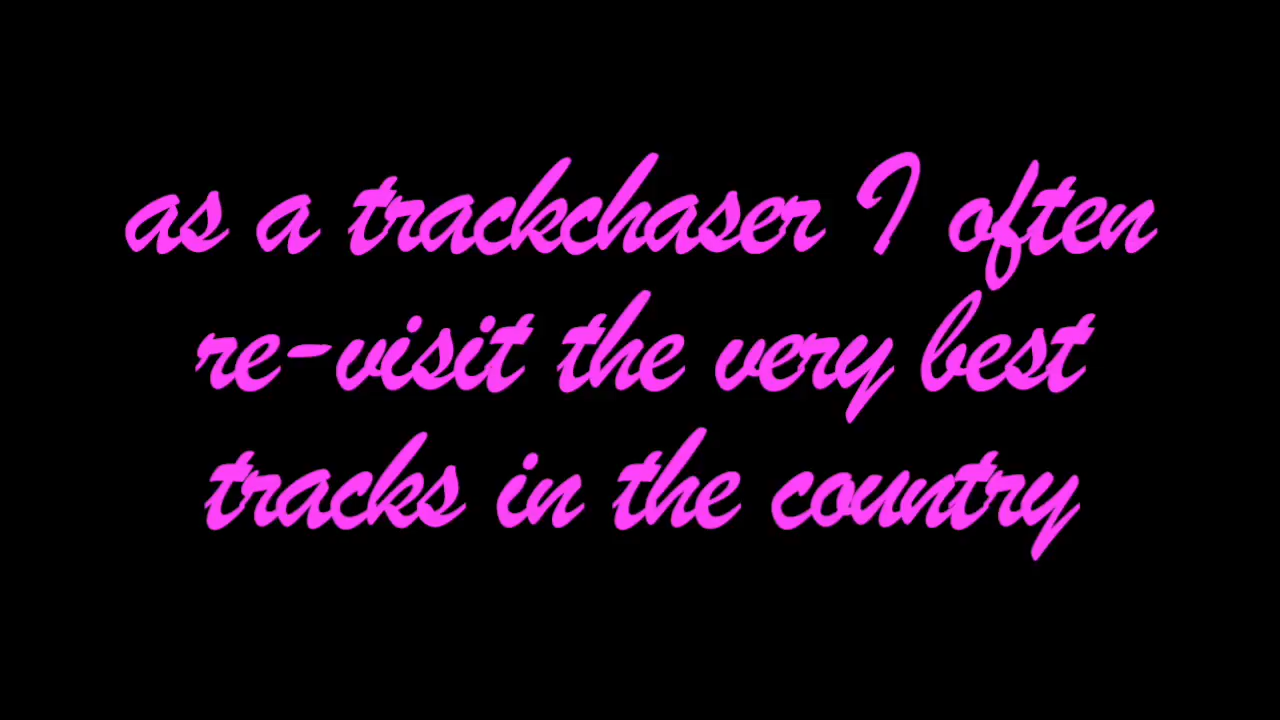 as a trackchaser I often
re-visit the very best
tracks in the country